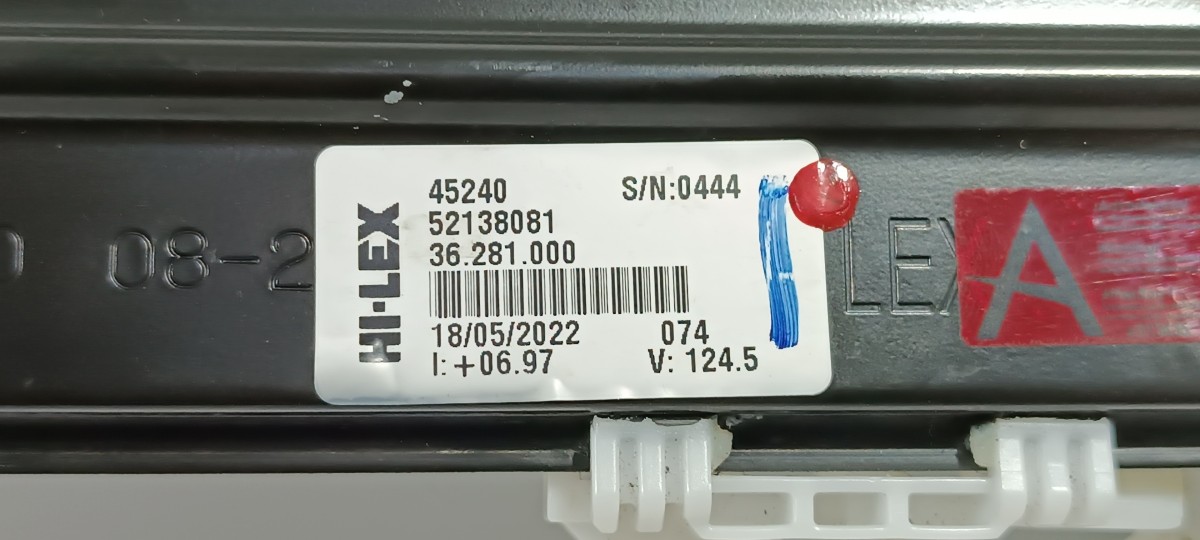 45240 S/N:0444
52138081
36.281.000
HI-LEX
18/05/2022 074
I: +06.97 V: 124.5
08-2
LEX
A